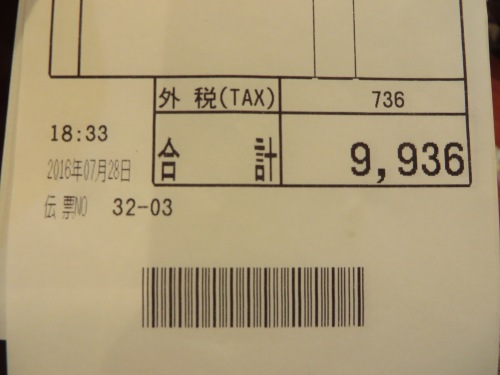 外 税(TAX) 736
18:33
合 計 9,936
2016年07月28日
伝票NO 32-03